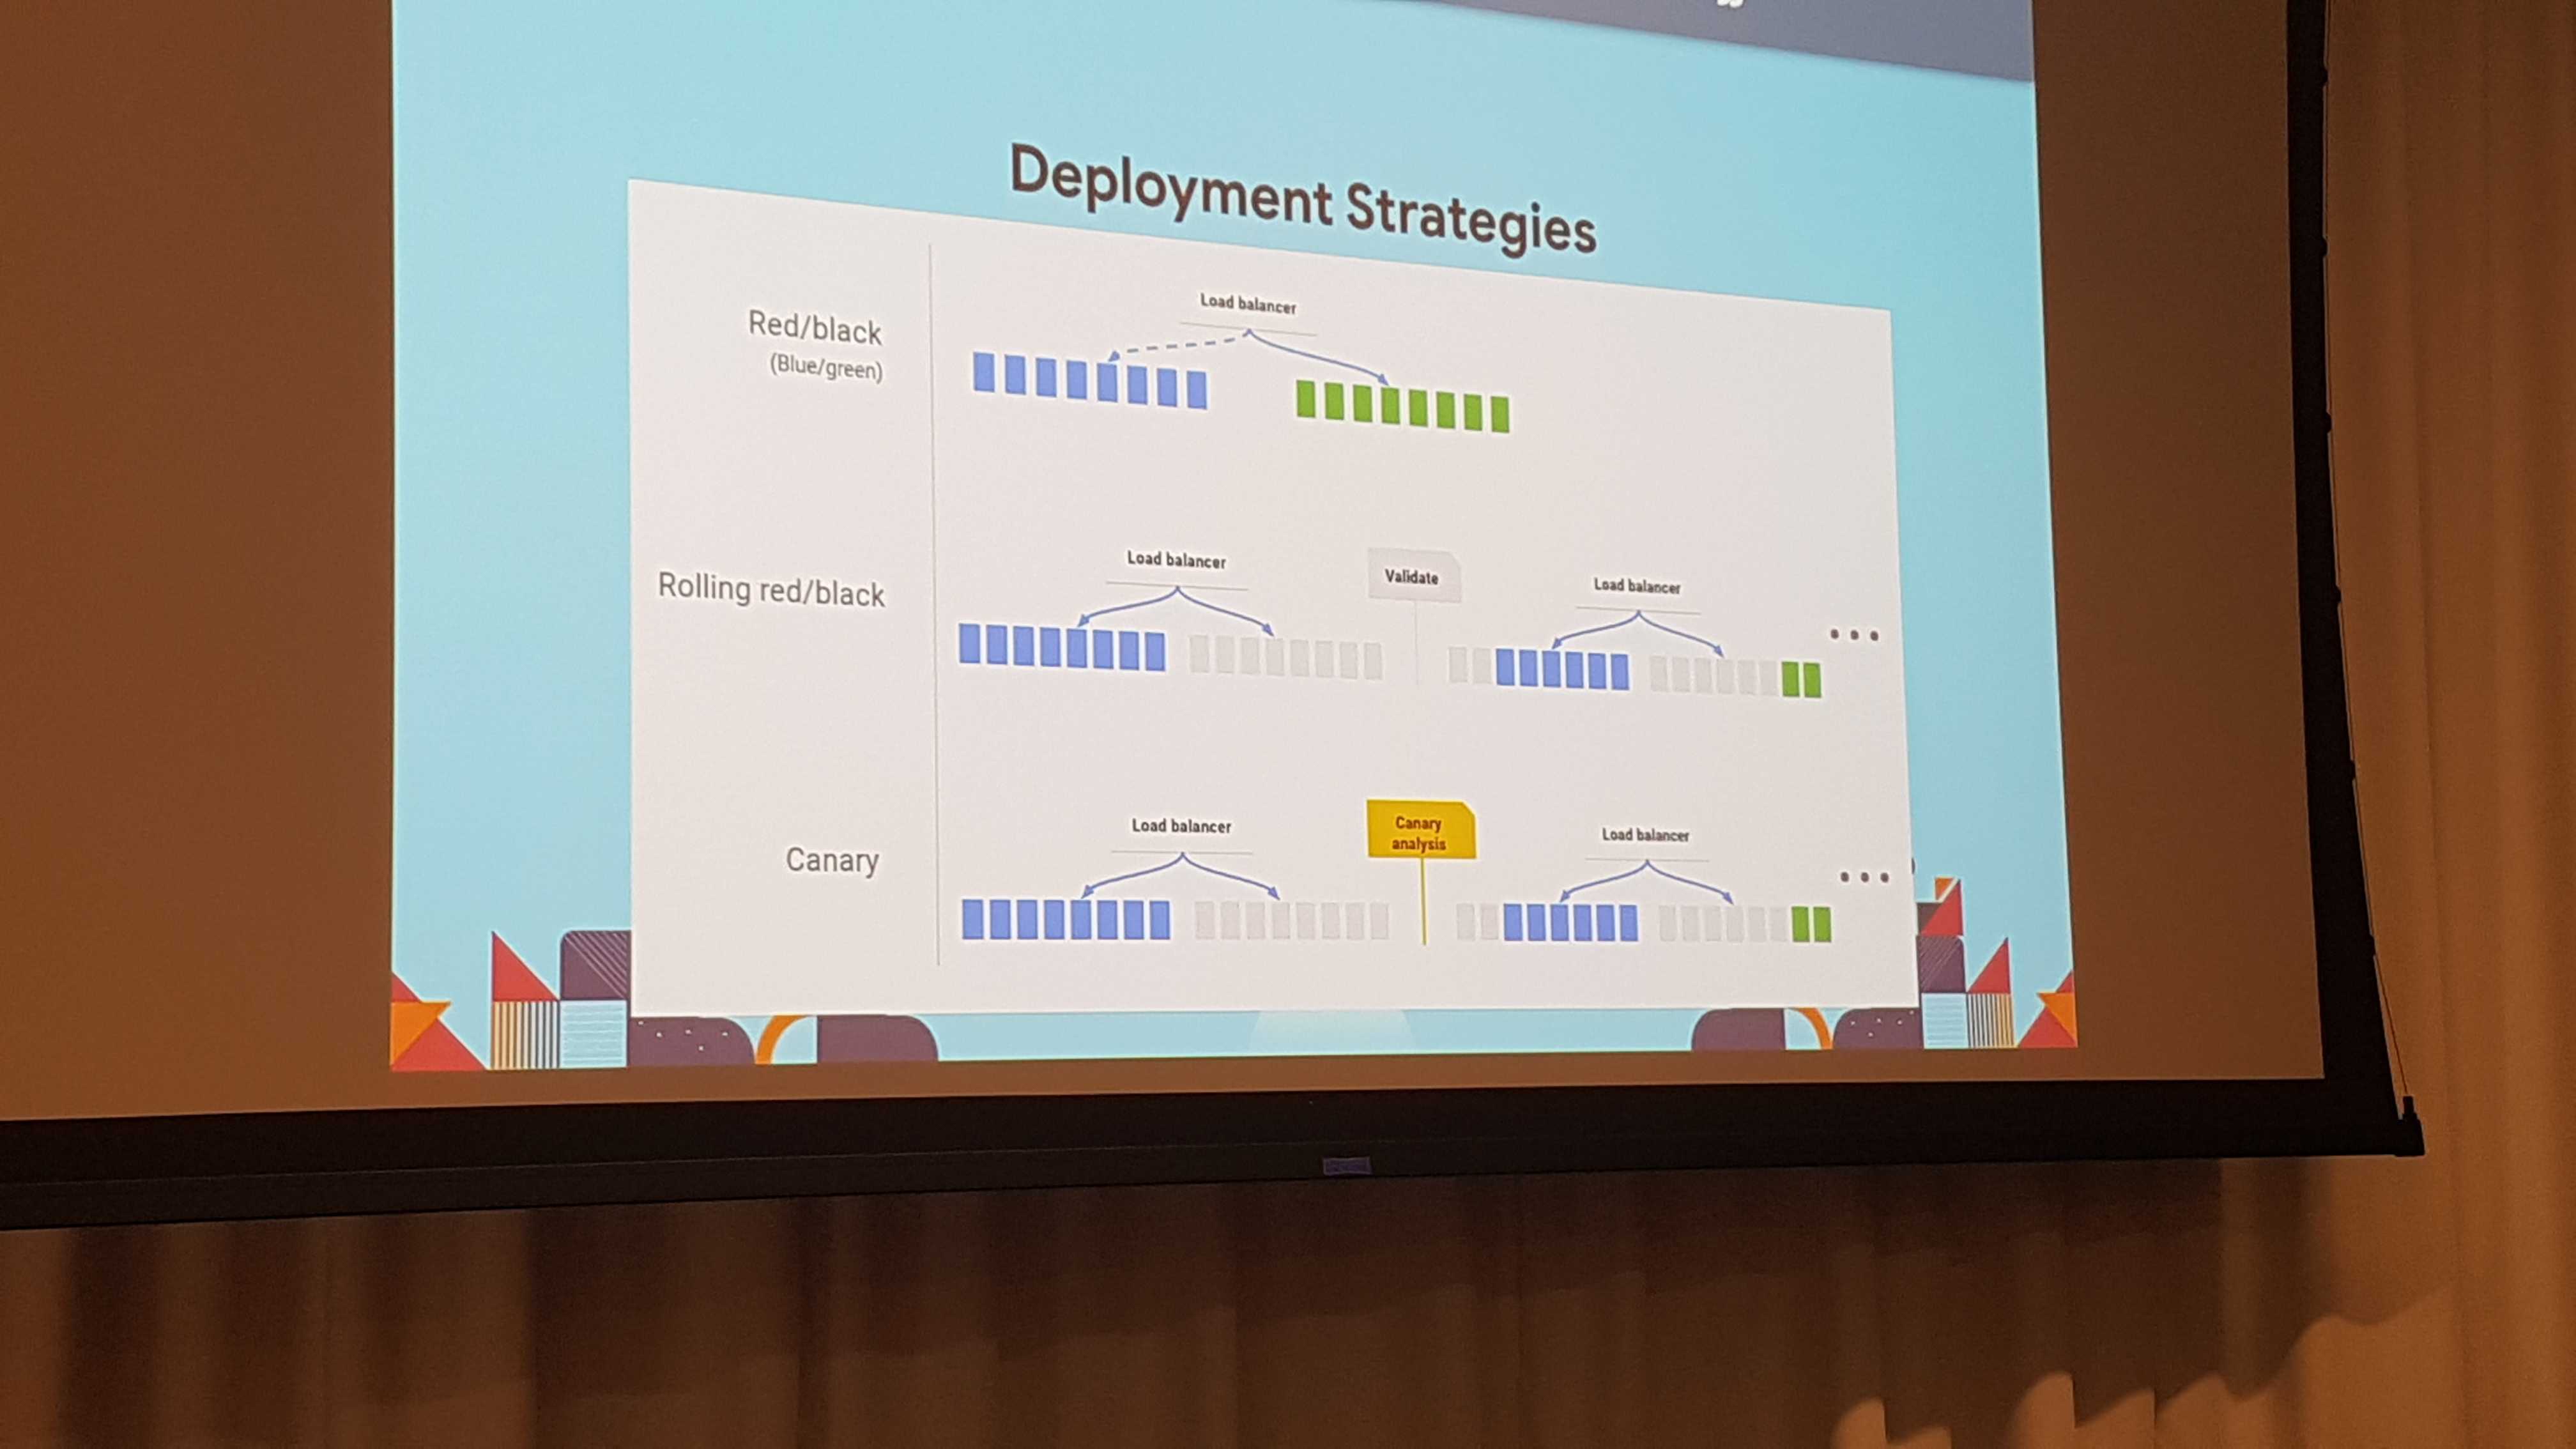 Deployment Strategies
Red/black
(Blue/green)
Load balancer
Rolling red/black
Load balancer
Validate
Load balancer
Canary
Load balancer
Canary
analysis
Load balancer